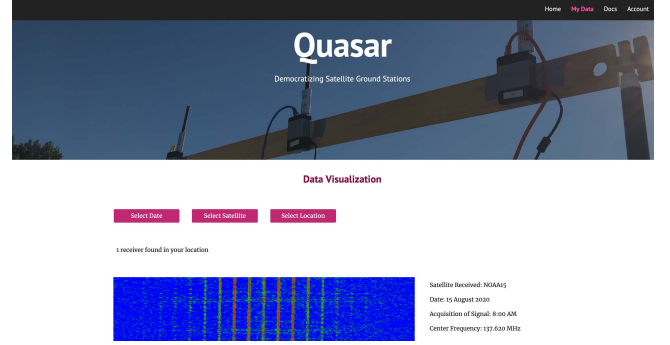 Home My Data Docs Account
Quasar
Democratizing Satellite Ground Stations
Data Visualization
Select Date Select Satellite Select Location
1 receiver found in your location
Satellite Received: NOAA15
Date: 15 August 2020
Acquisition of Signal: 8:00 AM
Center Frequency: 137.620 MHz